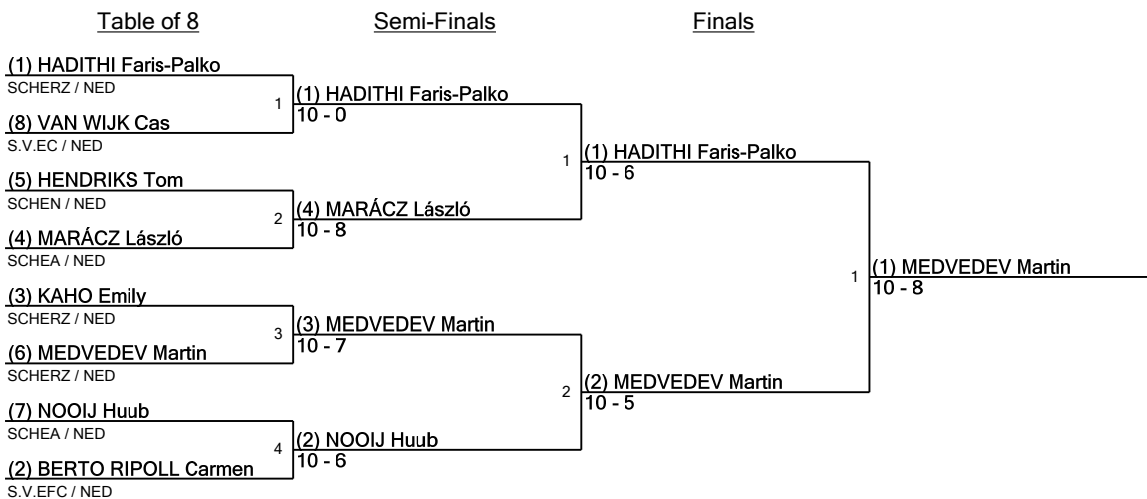 Table of 8
Semi-Finals
Finals
(1) HADITHI Faris-Palko
SCHERZ / NED
1
(8) VAN WIJK Cas
S.V.EC / NED
(5) HENDRIKS Tom
SCHEN / NED
2
(4) MARÁCZ László
SCHEA / NED
(3) KAHO Emily
SCHERZ / NED
3
(6) MEDVEDEV Martin
SCHERZ / NED
(7) NOOIJ Huub
SCHEA / NED
4
(2) BERTO RIPOLL Carmen
S.V.EFC / NED
(1) HADITHI Faris-Palko
10 - 0
1
(4) MARÁCZ László
10 - 8
(3) MEDVEDEV Martin
10 - 7
2
(2) NOOIJ Huub
10 - 6
(1) HADITHI Faris-Palko
10 - 6
1
(2) MEDVEDEV Martin
10 - 5
(1) MEDVEDEV Martin
10 - 8